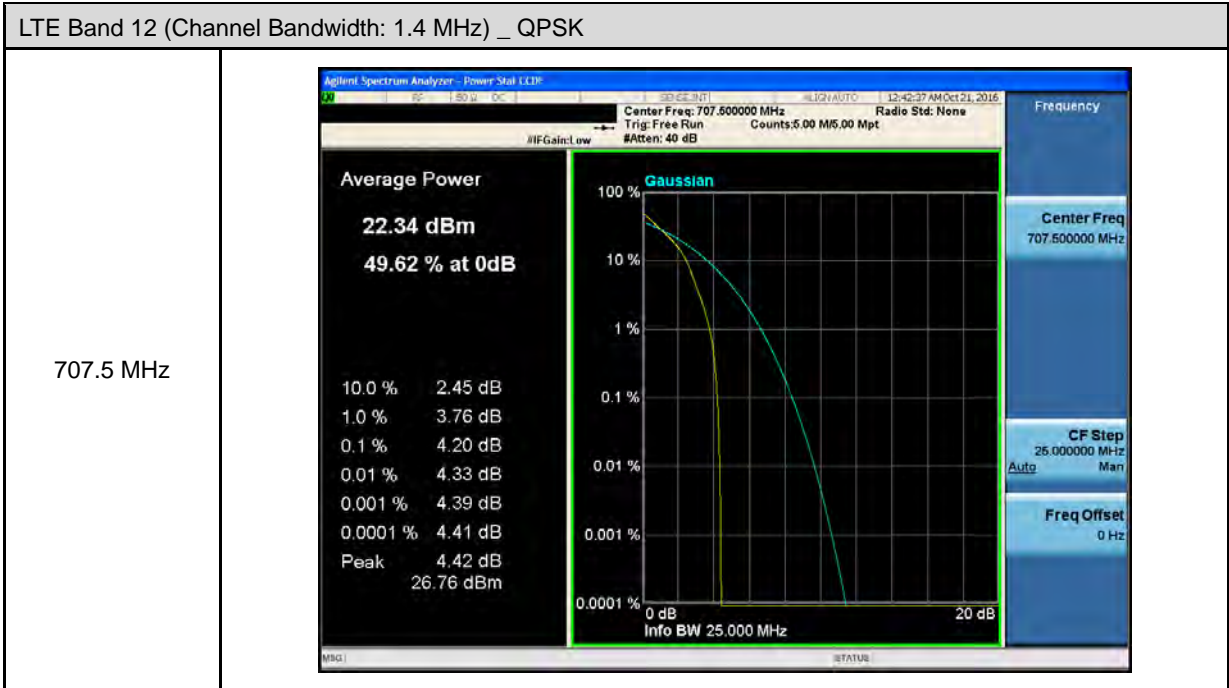 LTE Band 12 (Channel Bandwidth: 1.4 MHz) _ QPSK
707.5 MHz
Agilent Spectrum Analyzer - Power Stat CCDF
RF 50 Ω DC SENSE:INT ALIGN AUTO 12:42:37 AM Oct 21, 2016
Center Freq: 707.500000 MHz Radio Std: None
Trig: Free Run Counts:5.00 M/5.00 Mpt
#IFGain:Low #Atten: 40 dB
Average Power
22.34 dBm
49.62 % at 0dB
10.0 % 2.45 dB
1.0 % 3.76 dB
0.1 % 4.20 dB
0.01 % 4.33 dB
0.001 % 4.39 dB
0.0001 % 4.41 dB
Peak 4.42 dB
26.76 dBm
Gaussian
100 %
10 %
1 %
0.1 %
0.01 %
0.001 %
0.0001 %
0 dB 20 dB
Info BW 25.000 MHz
Frequency
Center Freq
707.500000 MHz
CF Step
25.000000 MHz
Auto Man
Freq Offset
0 Hz
MSG STATUS